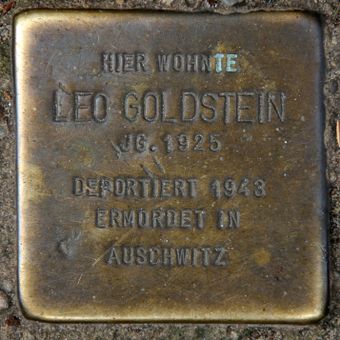 HIER WOHNTE
LEO GOLDSTEIN
JG. 1925
DEPORTIERT 1943
ERMORDET IN
AUSCHWITZ